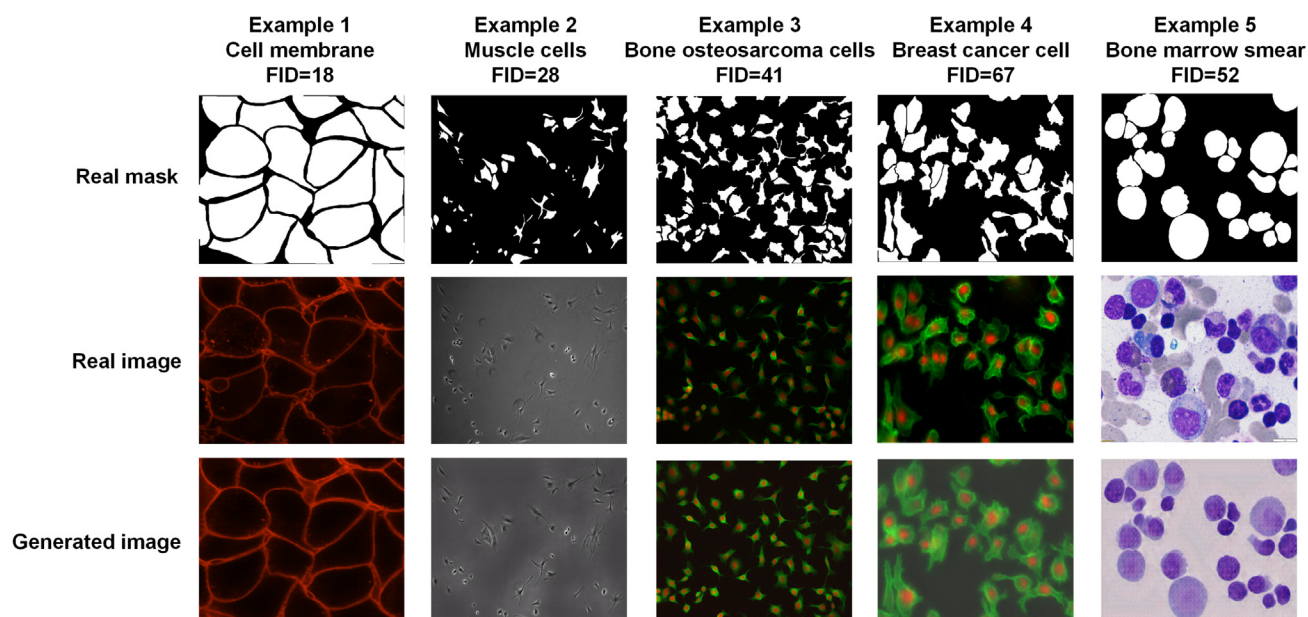 Example 1
Cell membrane
FID=18
Example 2
Muscle cells
FID=28
Example 3
Bone osteosarcoma cells
FID=41
Example 4
Breast cancer cell
FID=67
Example 5
Bone marrow smear
FID=52
Real mask
Real image
Generated image